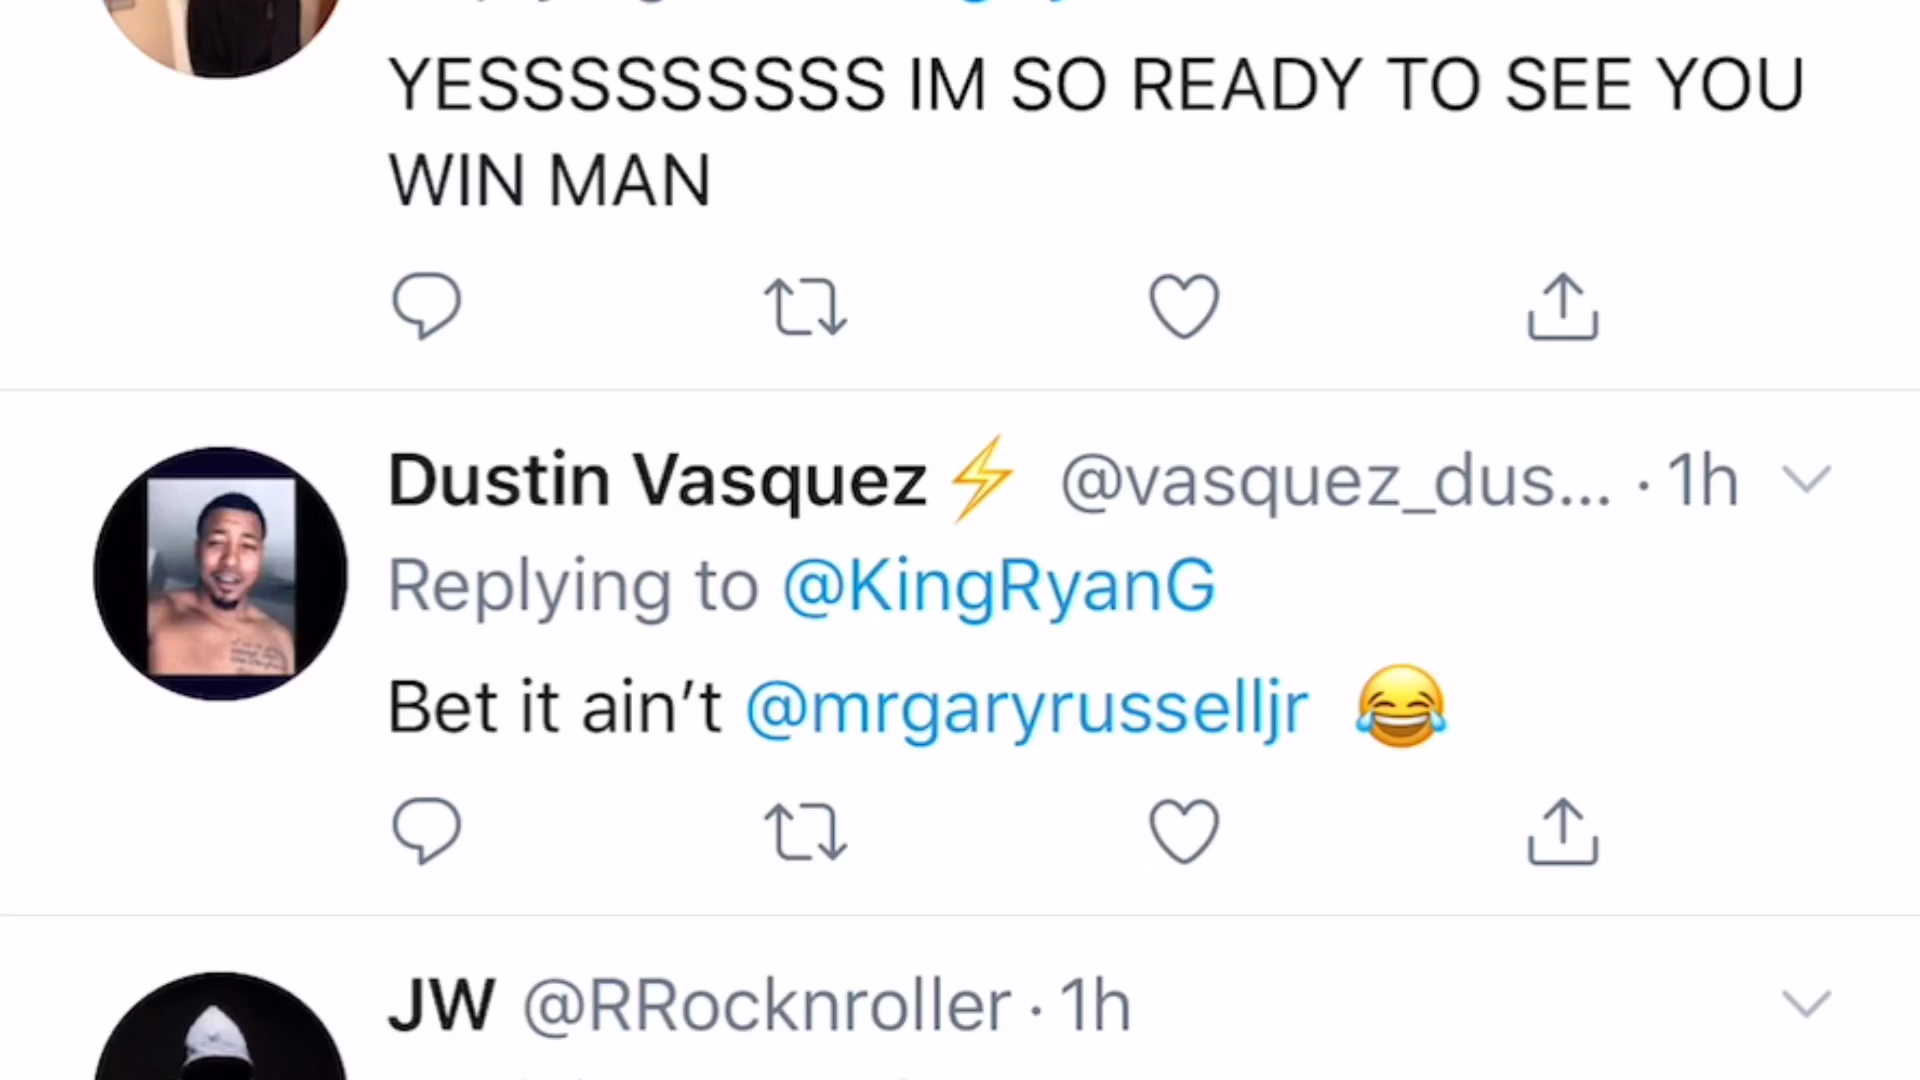 YESSSSSSSSS IM SO READY TO SEE YOU
WIN MAN
Dustin Vasquez⚡ @vasquez_dus... · 1h
Replying to @KingRyanG
Bet it ain’t @mrgaryrusselljr 😂
JW @RRocknroller · 1h